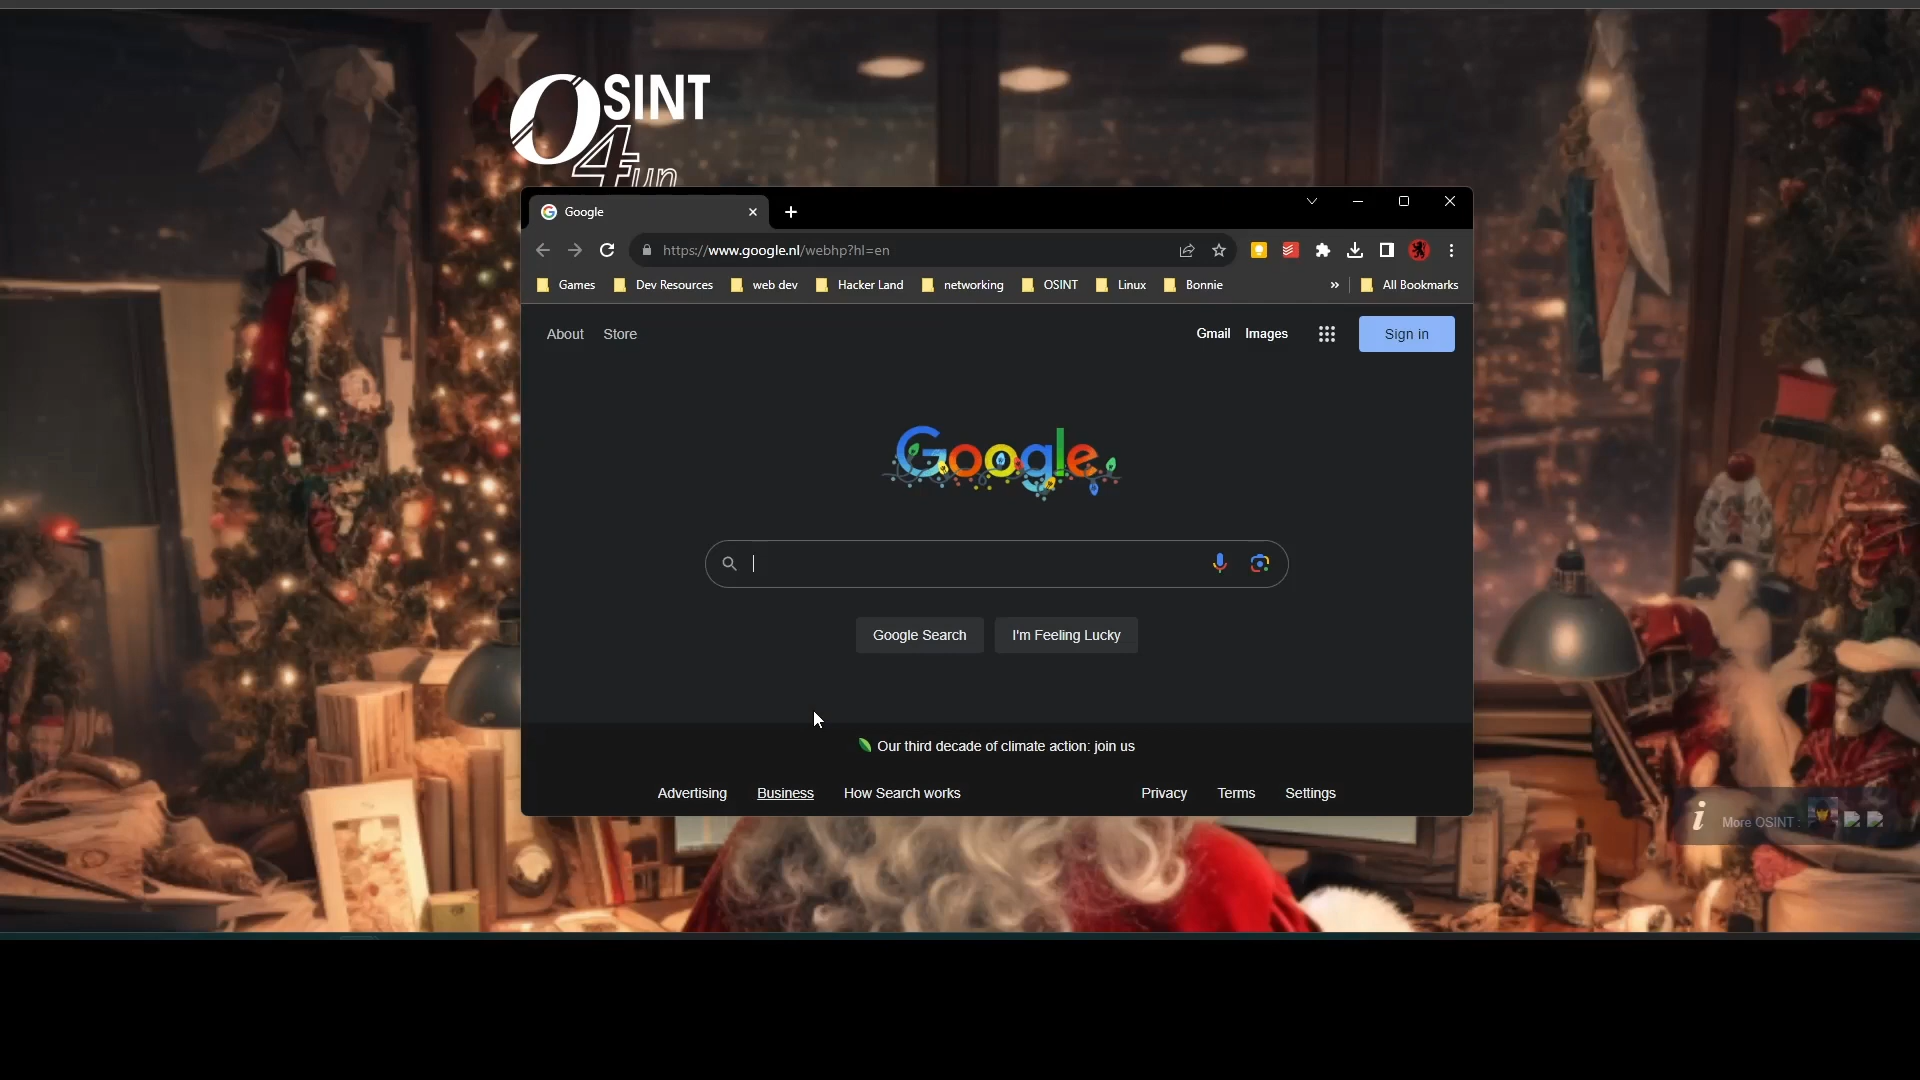 OSINT
4Fun
Google
https://www.google.nl/webhp?hl=en
Games Dev Resources web dev Hacker Land networking OSINT Linux Bonnie » All Bookmarks
About Store Gmail Images Sign in
Google
Google Search I'm Feeling Lucky
Our third decade of climate action: join us
Advertising Business How Search works Privacy Terms Settings
i More OSINT :